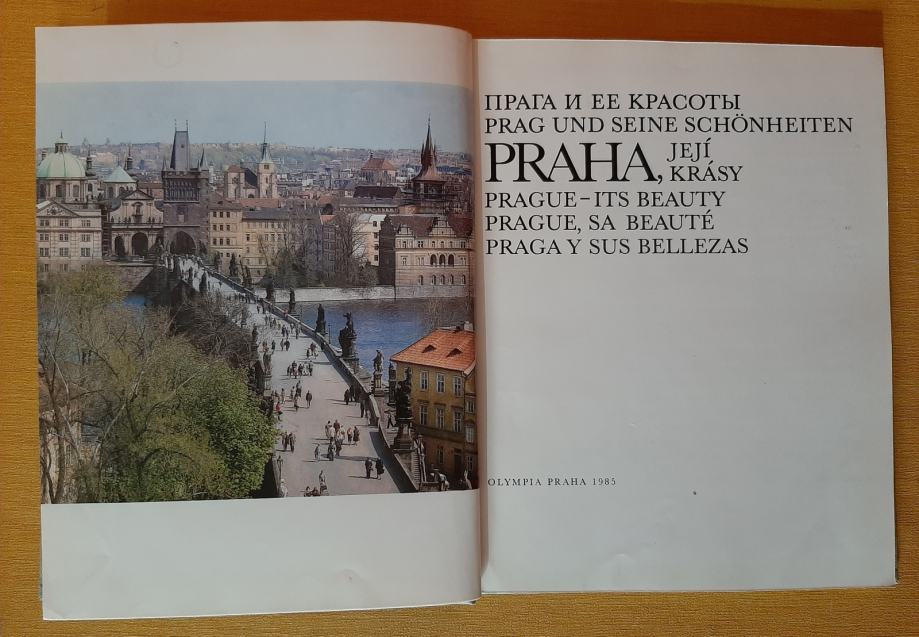 ПРАГА И ЕЕ КРАСОТЫ
PRAG UND SEINE SCHÖNHEITEN
PRAHA, JEJÍ KRÁSY
PRAGUE–ITS BEAUTY
PRAGUE, SA BEAUTÉ
PRAGA Y SUS BELLEZAS
OLYMPIA PRAHA 1985